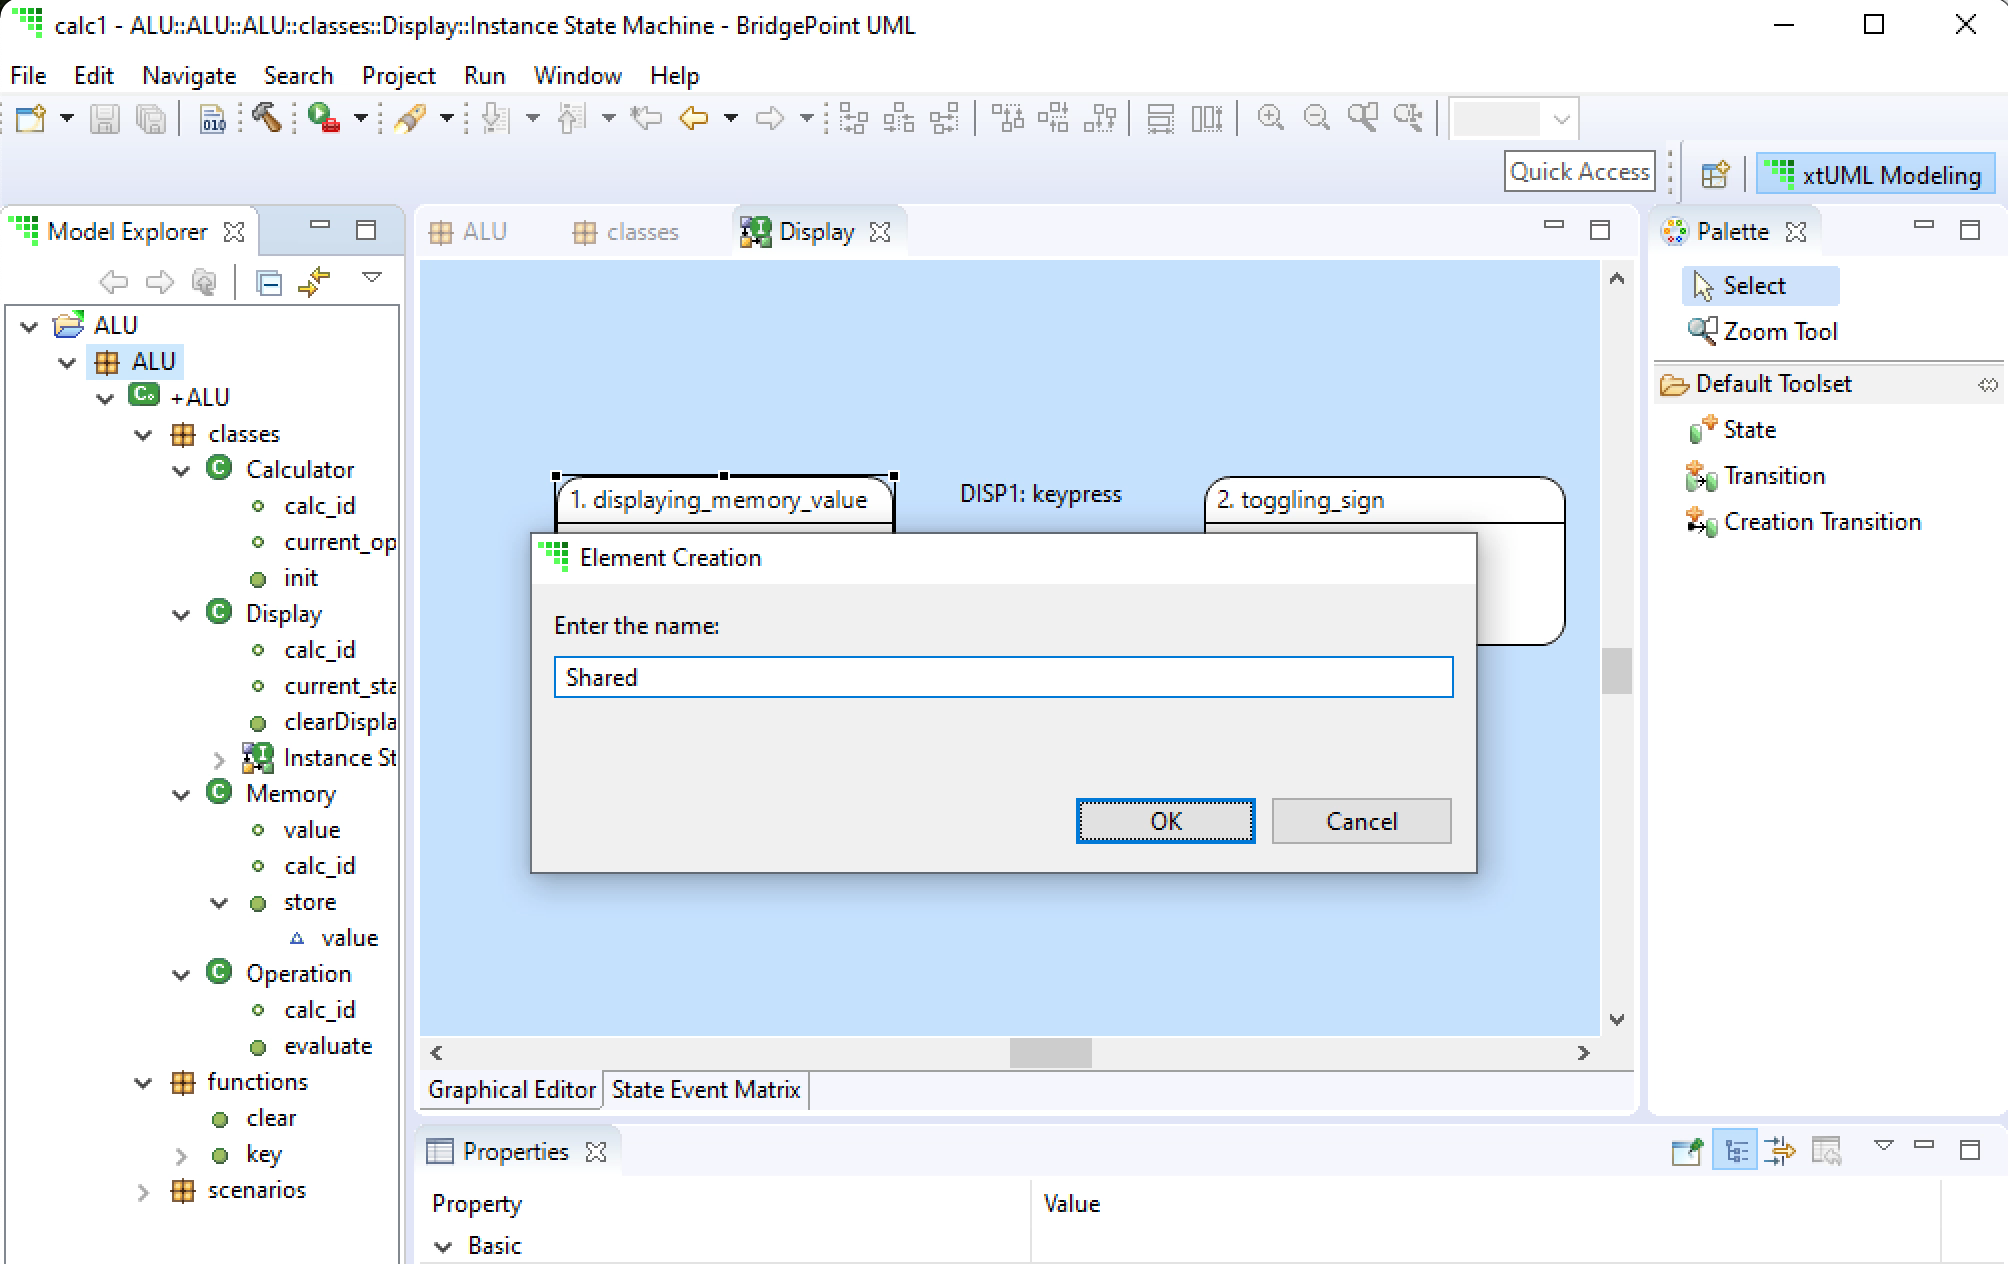 calc1 - ALU::ALU::ALU::classes::Display::Instance State Machine - BridgePoint UML
File Edit Navigate Search Project Run Window Help
010
Quick Access
xtUML Modeling
Model Explorer
ALU
ALU
+ALU
classes
Calculator
calc_id
current_op
init
Display
calc_id
current_sta
clearDispla
Instance St
Memory
value
calc_id
store
value
Operation
calc_id
evaluate
functions
clear
key
scenarios
ALU classes Display
1. displaying_memory_value
DISP1: keypress
2. toggling_sign
Element Creation
Enter the name:
Shared
OK Cancel
Graphical Editor State Event Matrix
Palette
Select
Zoom Tool
Default Toolset
State
Transition
Creation Transition
Properties
Property Value
Basic